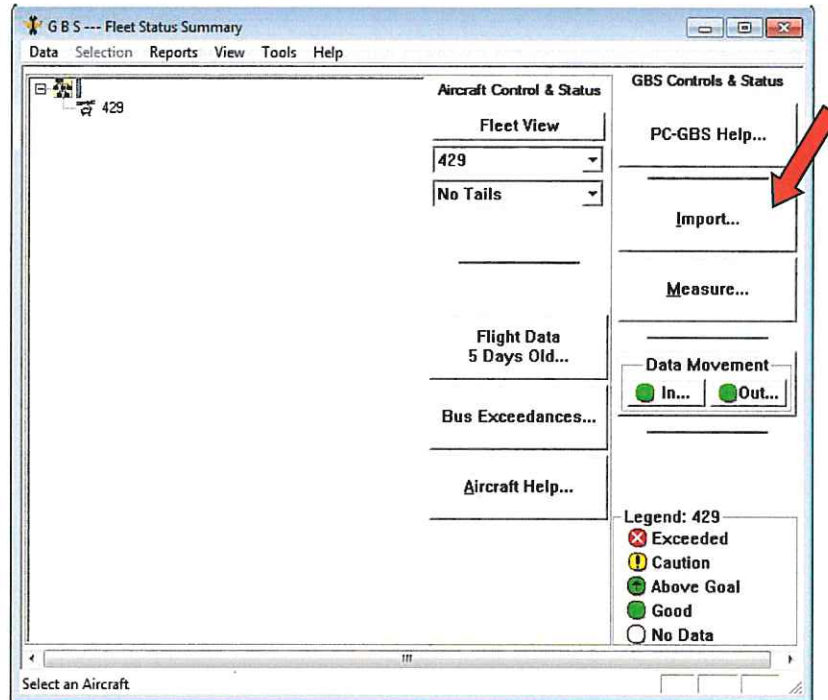 G B S --- Fleet Status Summary
Data Selection Reports View Tools Help
429
Aircraft Control & Status
Fleet View
429
No Tails
Flight Data
5 Days Old...
Bus Exceedances...
Aircraft Help...
GBS Controls & Status
PC-GBS Help...
Import...
Measure...
Data Movement
In... Out...
Legend: 429
Exceeded
Caution
Above Goal
Good
No Data
Select an Aircraft